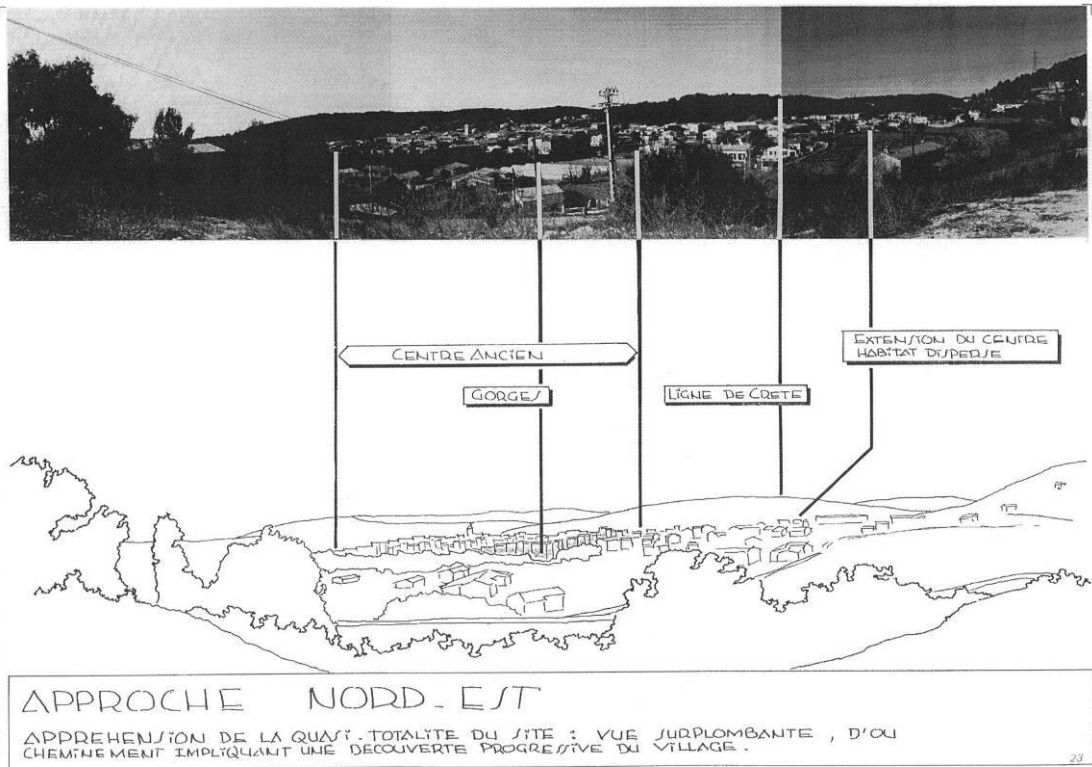 CENTRE ANCIEN
EXTENSION DU CENTRE
HABITAT DISPERSE
GORGES
LIGNE DE CRETE
APPROCHE NORD-EST
APPREHENSION DE LA QUASI-TOTALITE DU SITE : VUE SURPLOMBANTE , D'OU
CHEMINEMENT IMPLIQUANT UNE DECOUVERTE PROGRESSIVE DU VILLAGE .
23